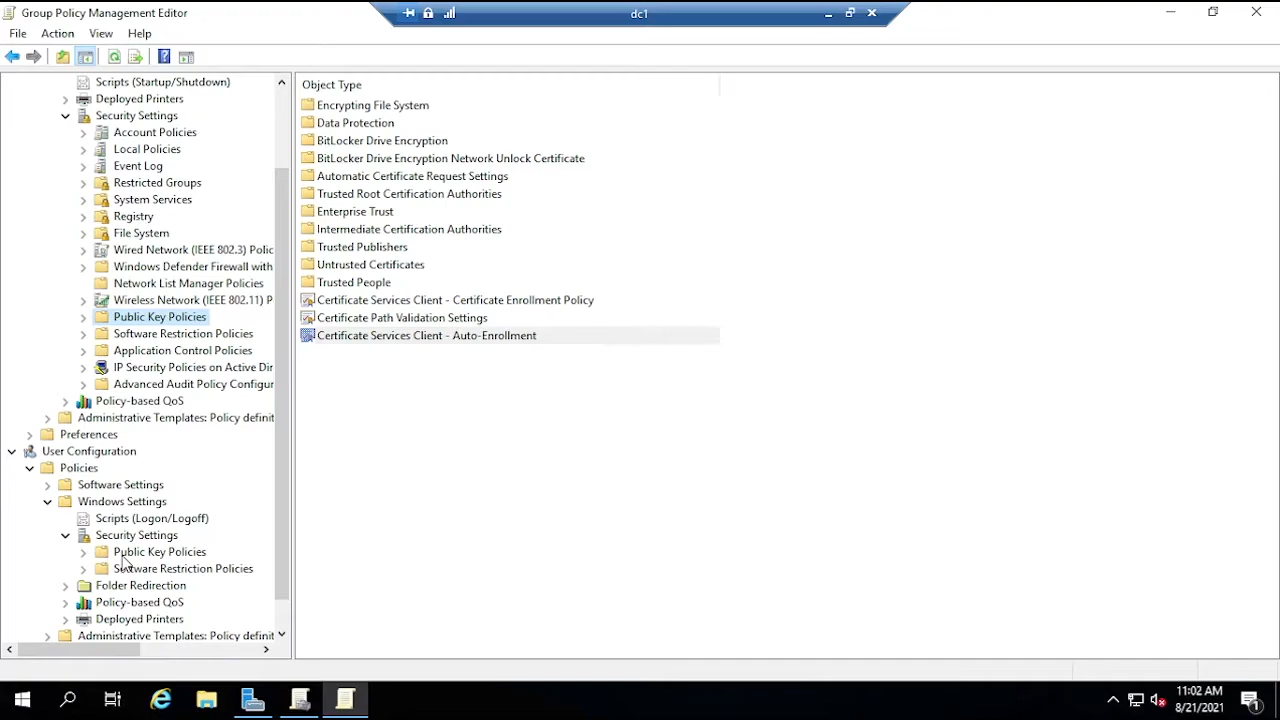 Group Policy Management Editor
dc1
File Action View Help
Scripts (Startup/Shutdown)
Deployed Printers
Security Settings
Account Policies
Local Policies
Event Log
Restricted Groups
System Services
Registry
File System
Wired Network (IEEE 802.3) Polic
Windows Defender Firewall with
Network List Manager Policies
Wireless Network (IEEE 802.11) P
Public Key Policies
Software Restriction Policies
Application Control Policies
IP Security Policies on Active Dir
Advanced Audit Policy Configur
Policy-based QoS
Administrative Templates: Policy definit
Preferences
User Configuration
Policies
Software Settings
Windows Settings
Scripts (Logon/Logoff)
Security Settings
Public Key Policies
Software Restriction Policies
Folder Redirection
Policy-based QoS
Deployed Printers
Administrative Templates: Policy definit
Object Type
Encrypting File System
Data Protection
BitLocker Drive Encryption
BitLocker Drive Encryption Network Unlock Certificate
Automatic Certificate Request Settings
Trusted Root Certification Authorities
Enterprise Trust
Intermediate Certification Authorities
Trusted Publishers
Untrusted Certificates
Trusted People
Certificate Services Client - Certificate Enrollment Policy
Certificate Path Validation Settings
Certificate Services Client - Auto-Enrollment
11:02 AM
8/21/2021
1